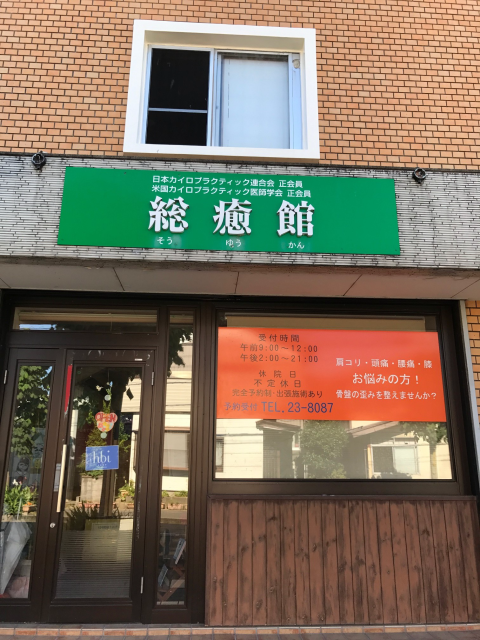 日本カイロプラクティック連合会 正会員
米国カイロプラクティック医師学会 正会員
総癒館
そう ゆう かん
受付時間
午前9:00～12:00
午後2:00～21:00
休院日
不定休日
完全予約制・出張施術あり
予約受付 TEL.23-8087
肩コリ・頭痛・腰痛・膝
お悩みの方！
骨盤の歪みを整えませんか？
hbi